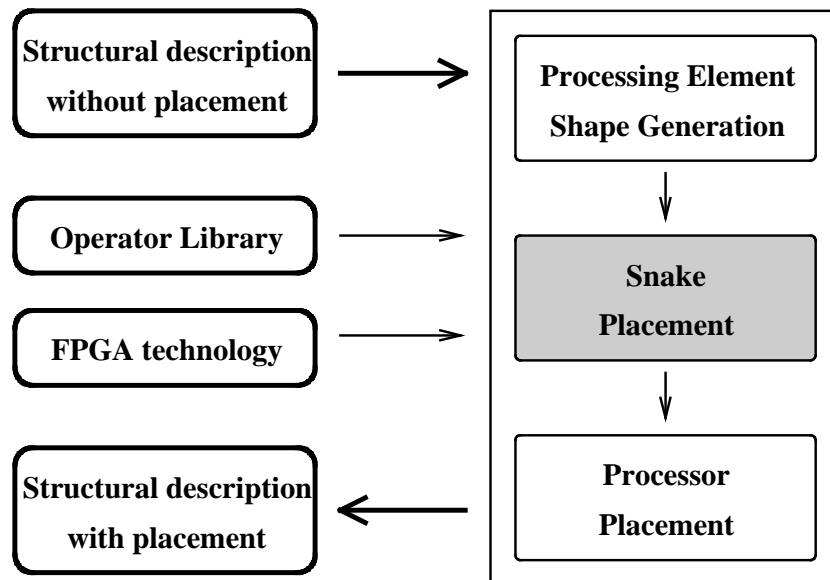 Structural description
without placement
Processing Element
Shape Generation
Operator Library
Snake
Placement
FPGA technology
Structural description
with placement
Processor
Placement